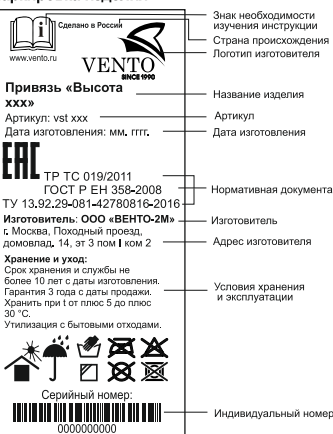 Сделано в России
www.vento.ru
VENTO
SINCE 1990
Привязь «Высота
xxx»
Артикул: vst xxx
Дата изготовления: мм. гггг.
EAC
ТР ТС 019/2011
ГОСТ Р ЕН 358-2008
ТУ 13.92.29-081-42780816-2016
Изготовитель: ООО «ВЕНТО-2М»
г. Москва, Походный проезд,
домовлад. 14, эт 3 пом I ком 2
Хранение и уход:
Срок хранения и службы не
более 10 лет с даты изготовления.
Гарантия 3 года с даты продажи.
Хранить при t от плюс 5 до плюс
30 °С.
Утилизация с бытовыми отходами.
Серийный номер:
0000000000
Знак необходимости
изучения инструкции
Страна происхождения
Логотип изготовителя
Название изделия
Артикул
Дата изготовления
Нормативная документа
Изготовитель
Адрес изготовителя
Условия хранения
и эксплуатации
Индивидуальный номер